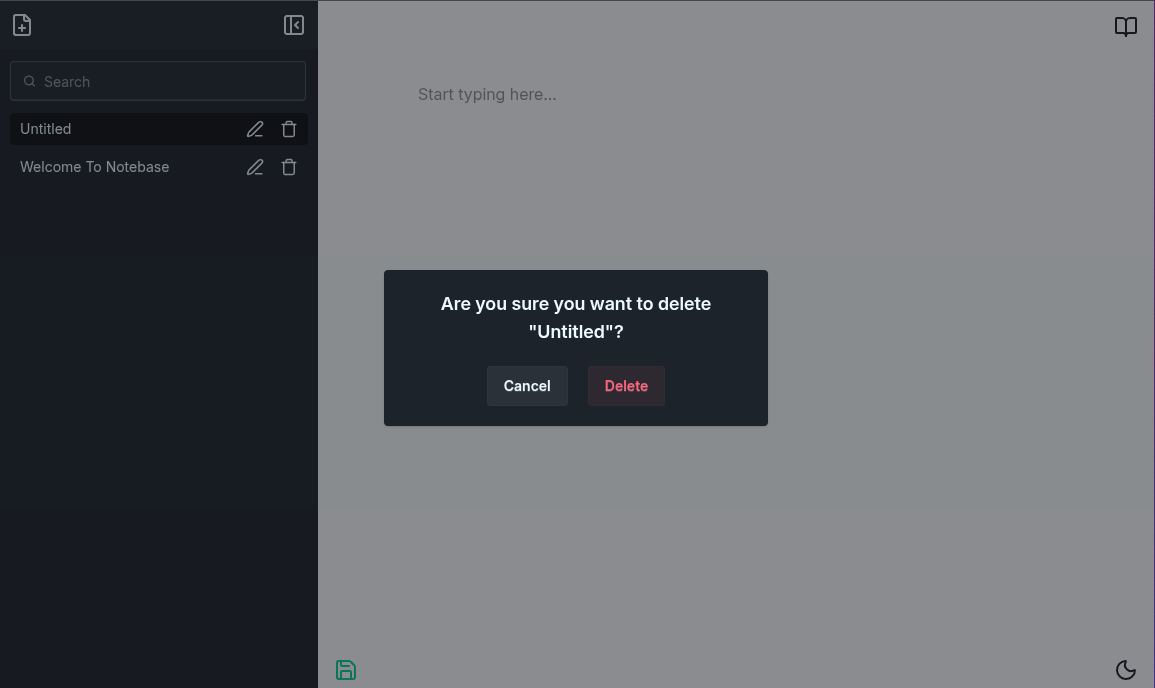 Search
Start typing here...
Untitled
Welcome To Notebase
Are you sure you want to delete
"Untitled"?
Cancel
Delete